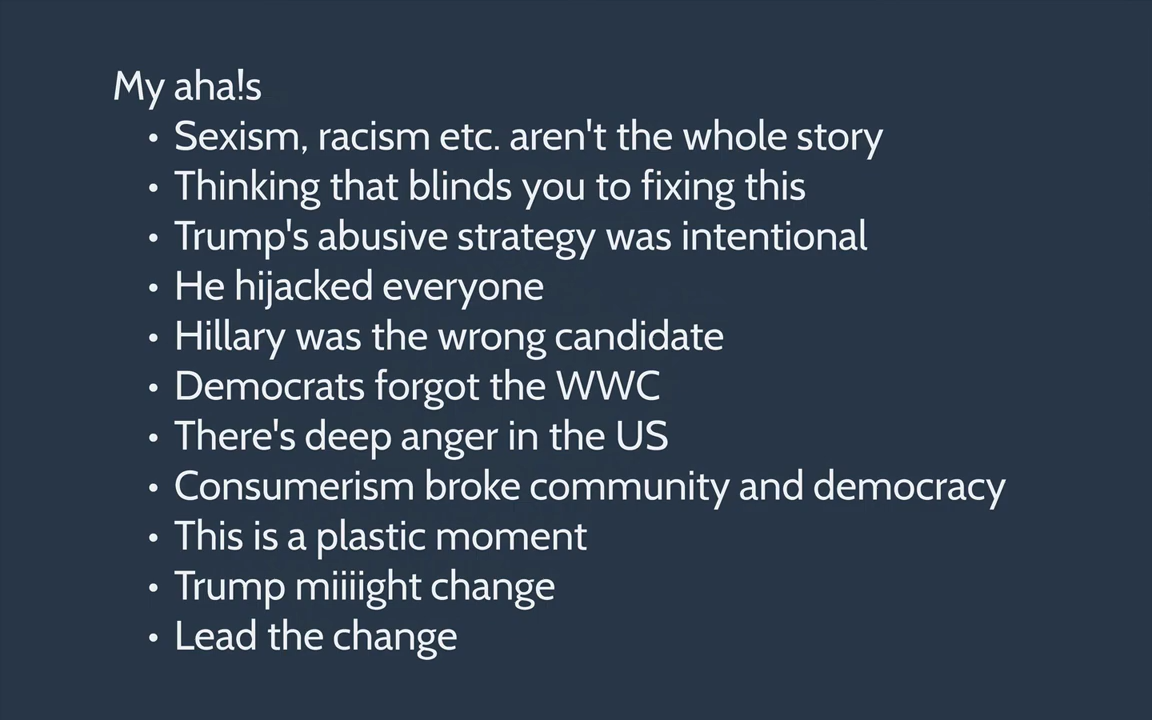 My aha!s
• Sexism, racism etc. aren't the whole story
• Thinking that blinds you to fixing this
• Trump's abusive strategy was intentional
• He hijacked everyone
• Hillary was the wrong candidate
• Democrats forgot the WWC
• There's deep anger in the US
• Consumerism broke community and democracy
• This is a plastic moment
• Trump miiiight change
• Lead the change